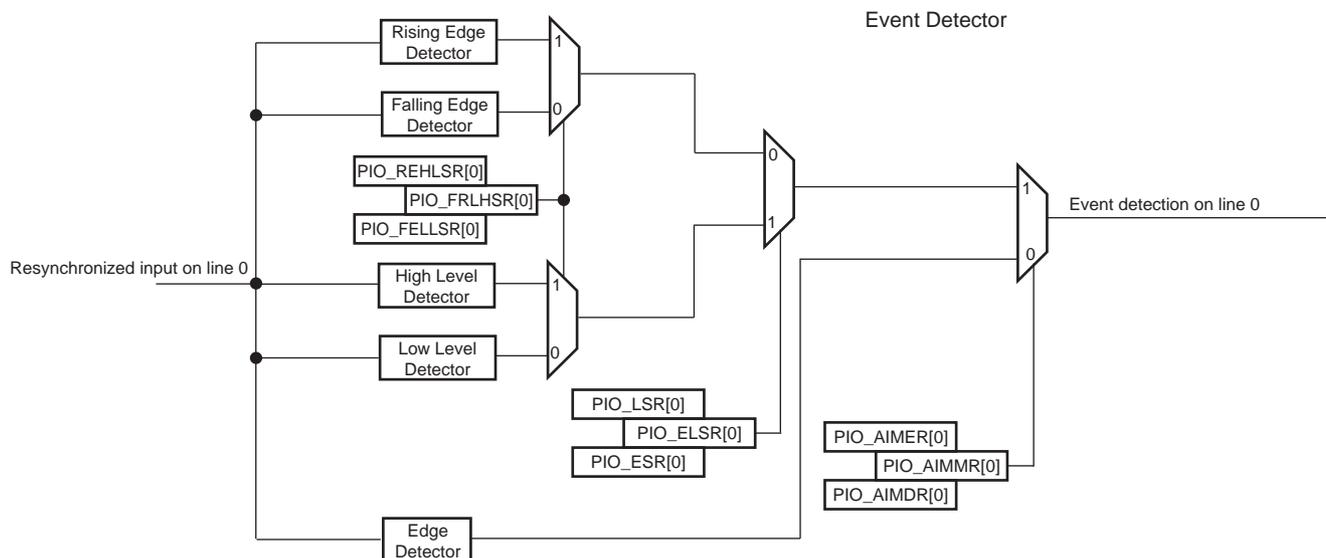 Event Detector
Rising Edge
Detector
1
Falling Edge
Detector
0
0
PIO_REHLSR[0]
PIO_FRLHSR[0]
PIO_FELLSR[0]
1
1
Event detection on line 0
Resynchronized input on line 0
High Level
Detector
1
0
Low Level
Detector
0
PIO_LSR[0]
PIO_ELSR[0]
PIO_ESR[0]
PIO_AIMER[0]
PIO_AIMMR[0]
PIO_AIMDR[0]
Edge
Detector